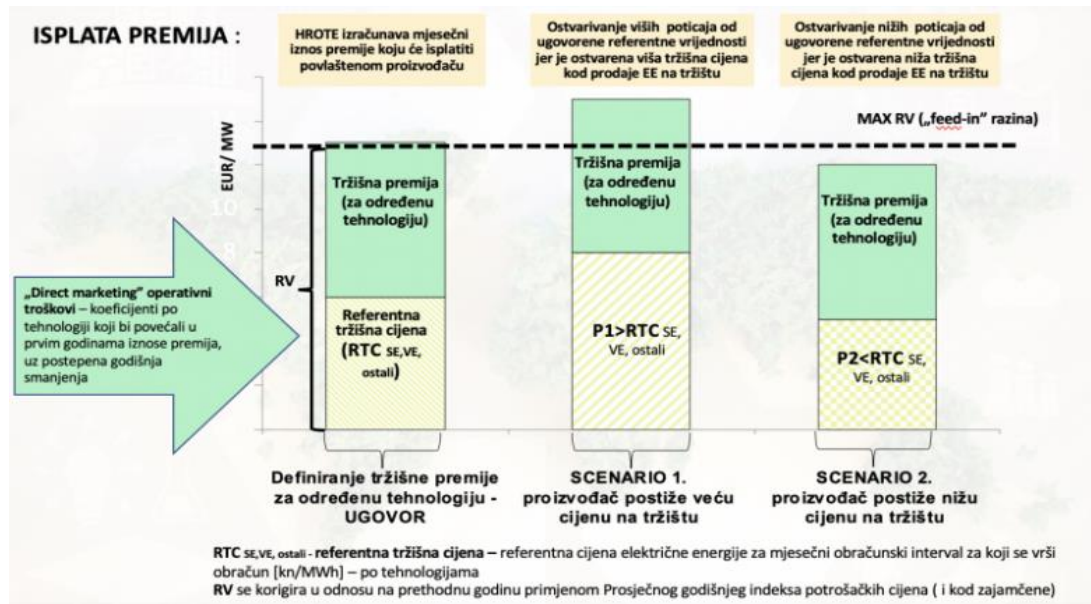 ISPLATA PREMIJA :
HROTE izračunava mjesečni
iznos premije koju će isplatiti
povlaštenom proizvođaču
Ostvarivanje viših poticaja od
ugovorene referentne vrijednosti
jer je ostvarena viša tržišna cijena
kod prodaje EE na tržištu
Ostvarivanje nižih poticaja od
ugovorene referentne vrijednosti
jer je ostvarena niža tržišna
cijena kod prodaje EE na tržištu
MAX RV („feed-in” razina)
EUR/ MW
10
8
RV
Tržišna premija
(za određenu
tehnologiju)
Referentna
tržišna cijena
(RTC SE,VE,
ostali)
Tržišna premija
(za određenu
tehnologiju)
P1>RTC SE,
VE, ostali
Tržišna premija
(za određenu
tehnologiju)
P2<RTC SE,
VE, ostali
„Direct marketing” operativni
troškovi – koeficijenti po
tehnologiji koji bi povećali u
prvim godinama iznose premija,
uz postepena godišnja
smanjenja
Definiranje tržišne premije
za određenu tehnologiju -
UGOVOR
SCENARIO 1.
proizvođač postiže veću
cijenu na tržištu
SCENARIO 2.
proizvođač postiže nižu
cijenu na tržištu
RTC SE,VE, ostali - referentna tržišna cijena – referentna cijena električne energije za mjesečni obračunski interval za koji se vrši
obračun [kn/MWh] – po tehnologijama
RV se korigira u odnosu na prethodnu godinu primjenom Prosječnog godišnjeg indeksa potrošačkih cijena ( i kod zajamčene)